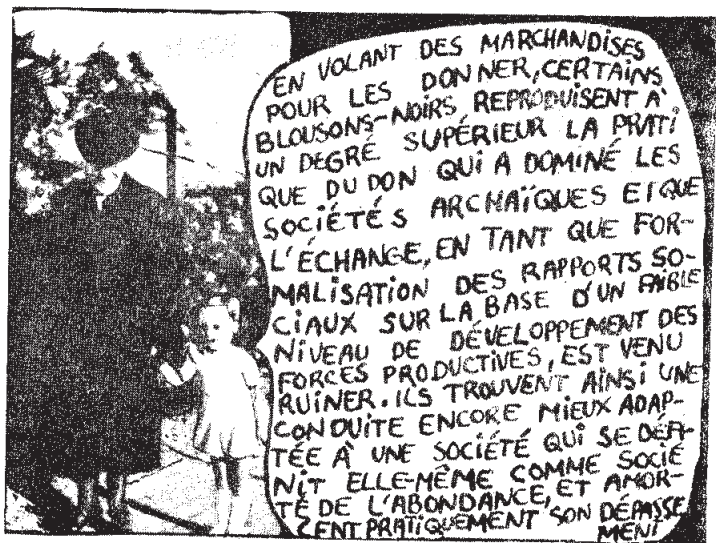 EN VOLANT DES MARCHANDISES
POUR LES DONNER, CERTAINS
BLOUSONS-NOIRS REPRODUISENT À
UN DEGRÉ SUPÉRIEUR LA PRATI
QUE DU DON QUI A DOMINÉ LES
SOCIÉTÉS ARCHAÏQUES ET QUE
L'ÉCHANGE, EN TANT QUE FOR-
MALISATION DES RAPPORTS SO-
CIAUX SUR LA BASE D'UN FAIBLE
NIVEAU DE DÉVELOPPEMENT DES
FORCES PRODUCTIVES, EST VENU
RUINER. ILS TROUVENT AINSI UNE
CONDUITE ENCORE MIEUX ADAP-
TÉE À UNE SOCIÉTÉ QUI SE DÉFI-
NIT ELLE-MÊME COMME SOCIÉ
TÉ DE L'ABONDANCE, ET AMOR-
CENT PRATIQUEMENT SON DÉPASSE
MENT